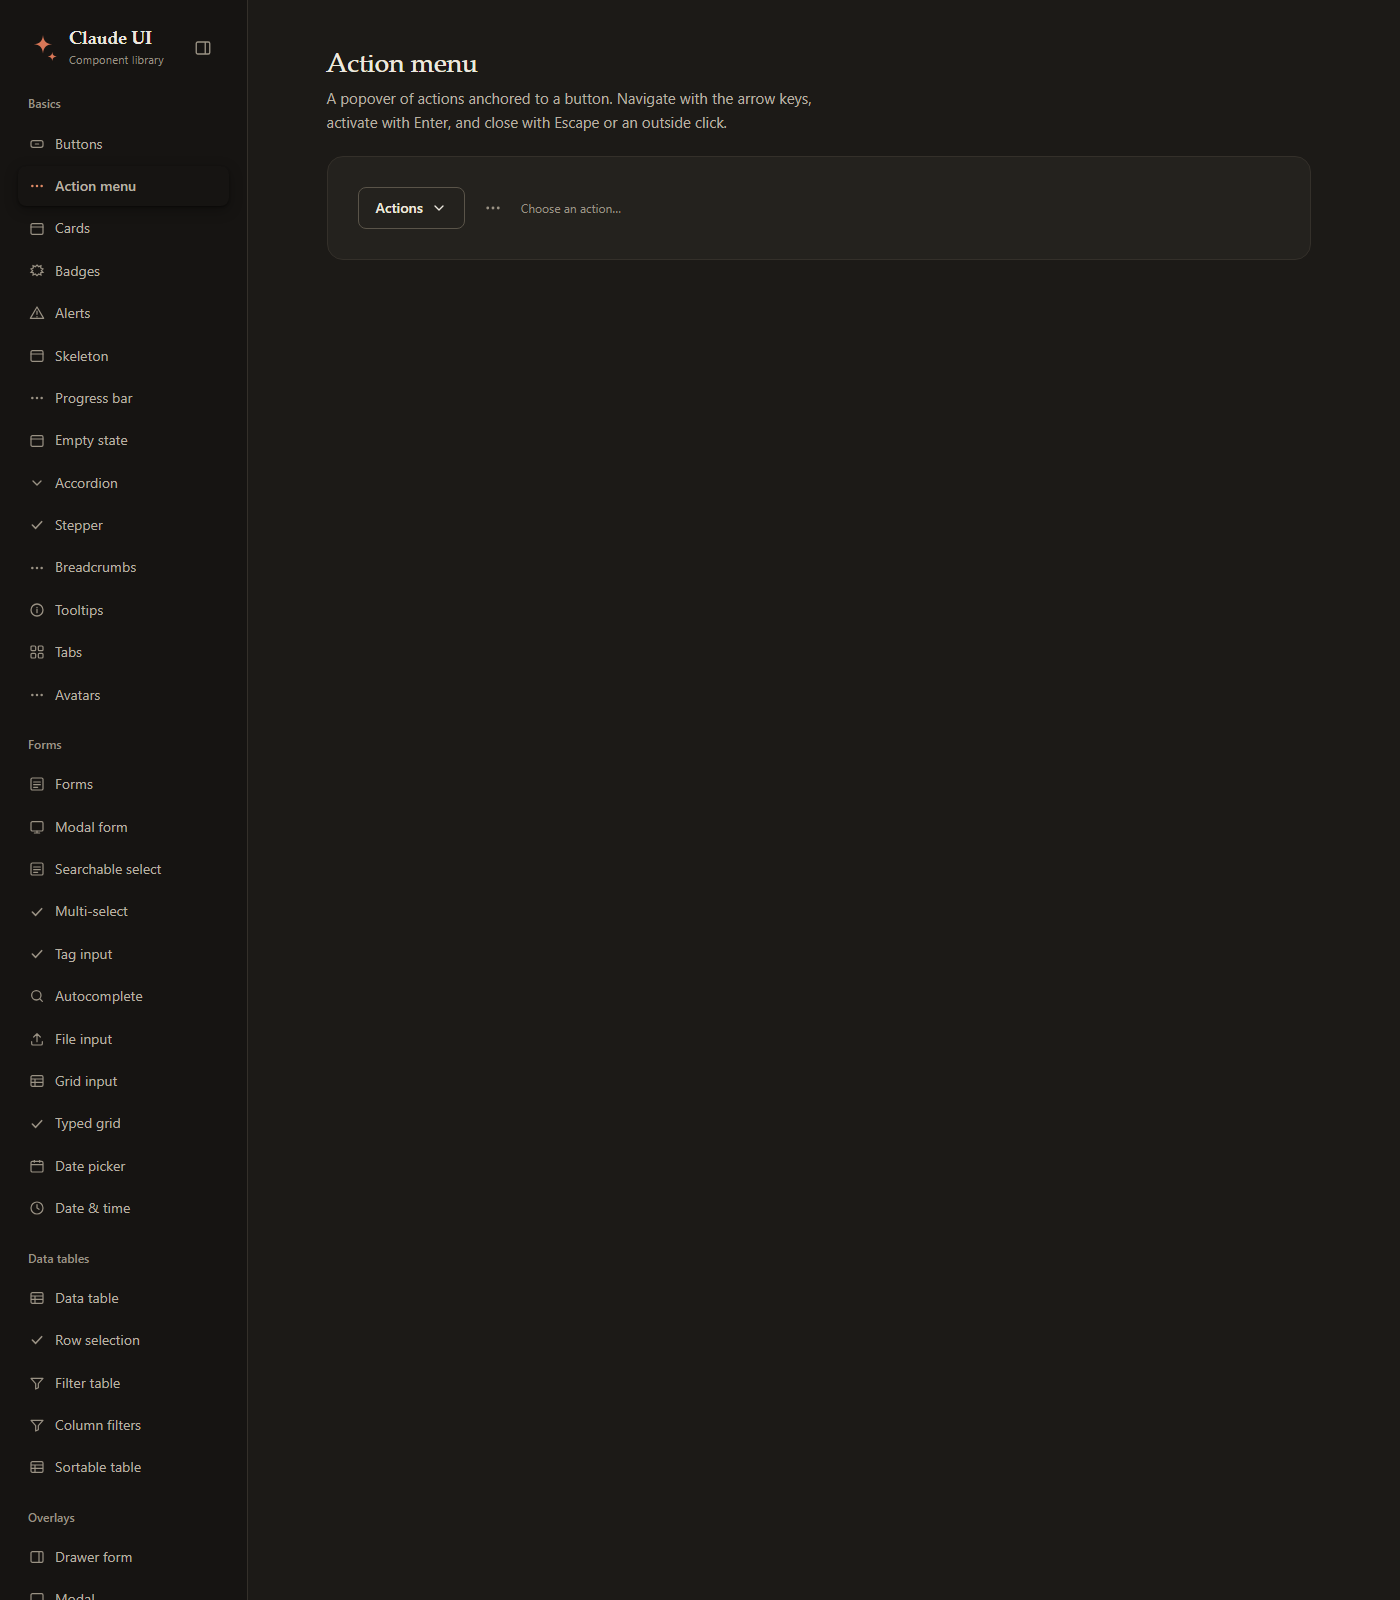 Claude UI
Component library
Basics
Buttons
Action menu
Cards
Badges
Alerts
Skeleton
Progress bar
Empty state
Accordion
Stepper
Breadcrumbs
Tooltips
Tabs
Avatars
Forms
Forms
Modal form
Searchable select
Multi-select
Tag input
Autocomplete
File input
Grid input
Typed grid
Date picker
Date & time
Data tables
Data table
Row selection
Filter table
Column filters
Sortable table
Overlays
Drawer form
Modal
Action menu
A popover of actions anchored to a button. Navigate with the arrow keys,
activate with Enter, and close with Escape or an outside click.
Actions
Choose an action...